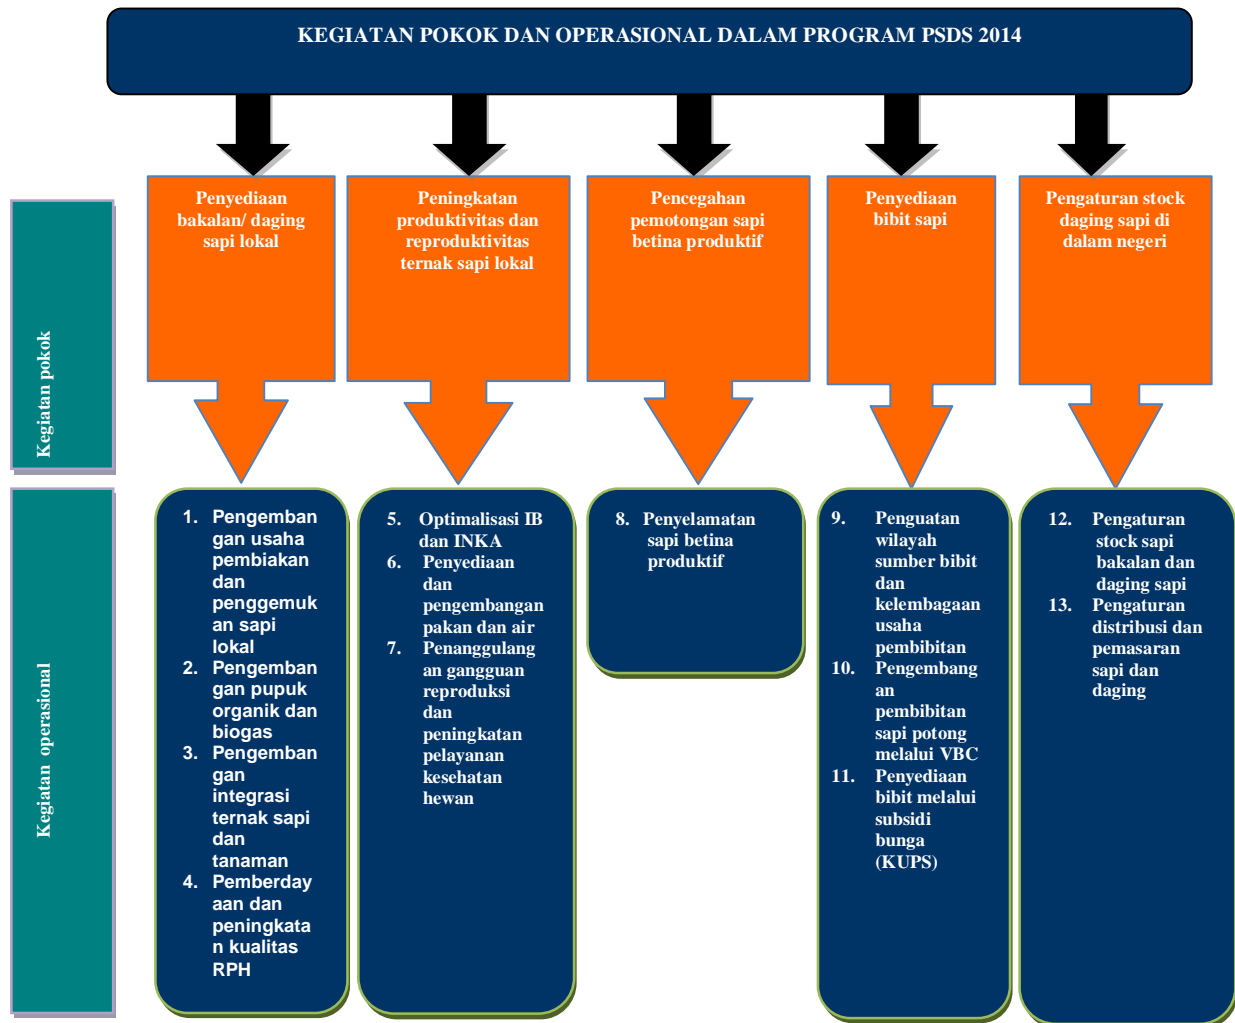 KEGIATAN POKOK DAN OPERASIONAL DALAM PROGRAM PSDS 2014
Kegiatan pokok
Penyediaan
bakalan/ daging
sapi lokal
Peningkatan
produktivitas dan
reproduktivitas
ternak sapi lokal
Pencegahan
pemotongan sapi
betina produktif
Penyediaan
bibit sapi
Pengaturan stock
daging sapi di
dalam negeri
Kegiatan operasional
1. Pengemban
gan usaha
pembiakan
dan
penggemuk
an sapi
lokal
2. Pengemban
gan pupuk
organik dan
biogas
3. Pengemban
gan
integrasi
ternak sapi
dan
tanaman
4. Pemberday
aan dan
peningkata
n kualitas
RPH
5. Optimalisasi IB
dan INKA
6. Penyediaan
dan
pengembangan
pakan dan air
7. Penanggulang
an gangguan
reproduksi
dan
peningkatan
pelayanan
kesehatan
hewan
8. Penyelamatan
sapi betina
produktif
9. Penguatan
wilayah
sumber bibit
dan
kelembagaan
usaha
pembibitan
10. Pengembang
an
pembibitan
sapi potong
melalui VBC
11. Penyediaan
bibit melalui
subsidi
bunga
(KUPS)
12. Pengaturan
stock sapi
bakalan dan
daging sapi
13. Pengaturan
distribusi dan
pemasaran
sapi dan
daging